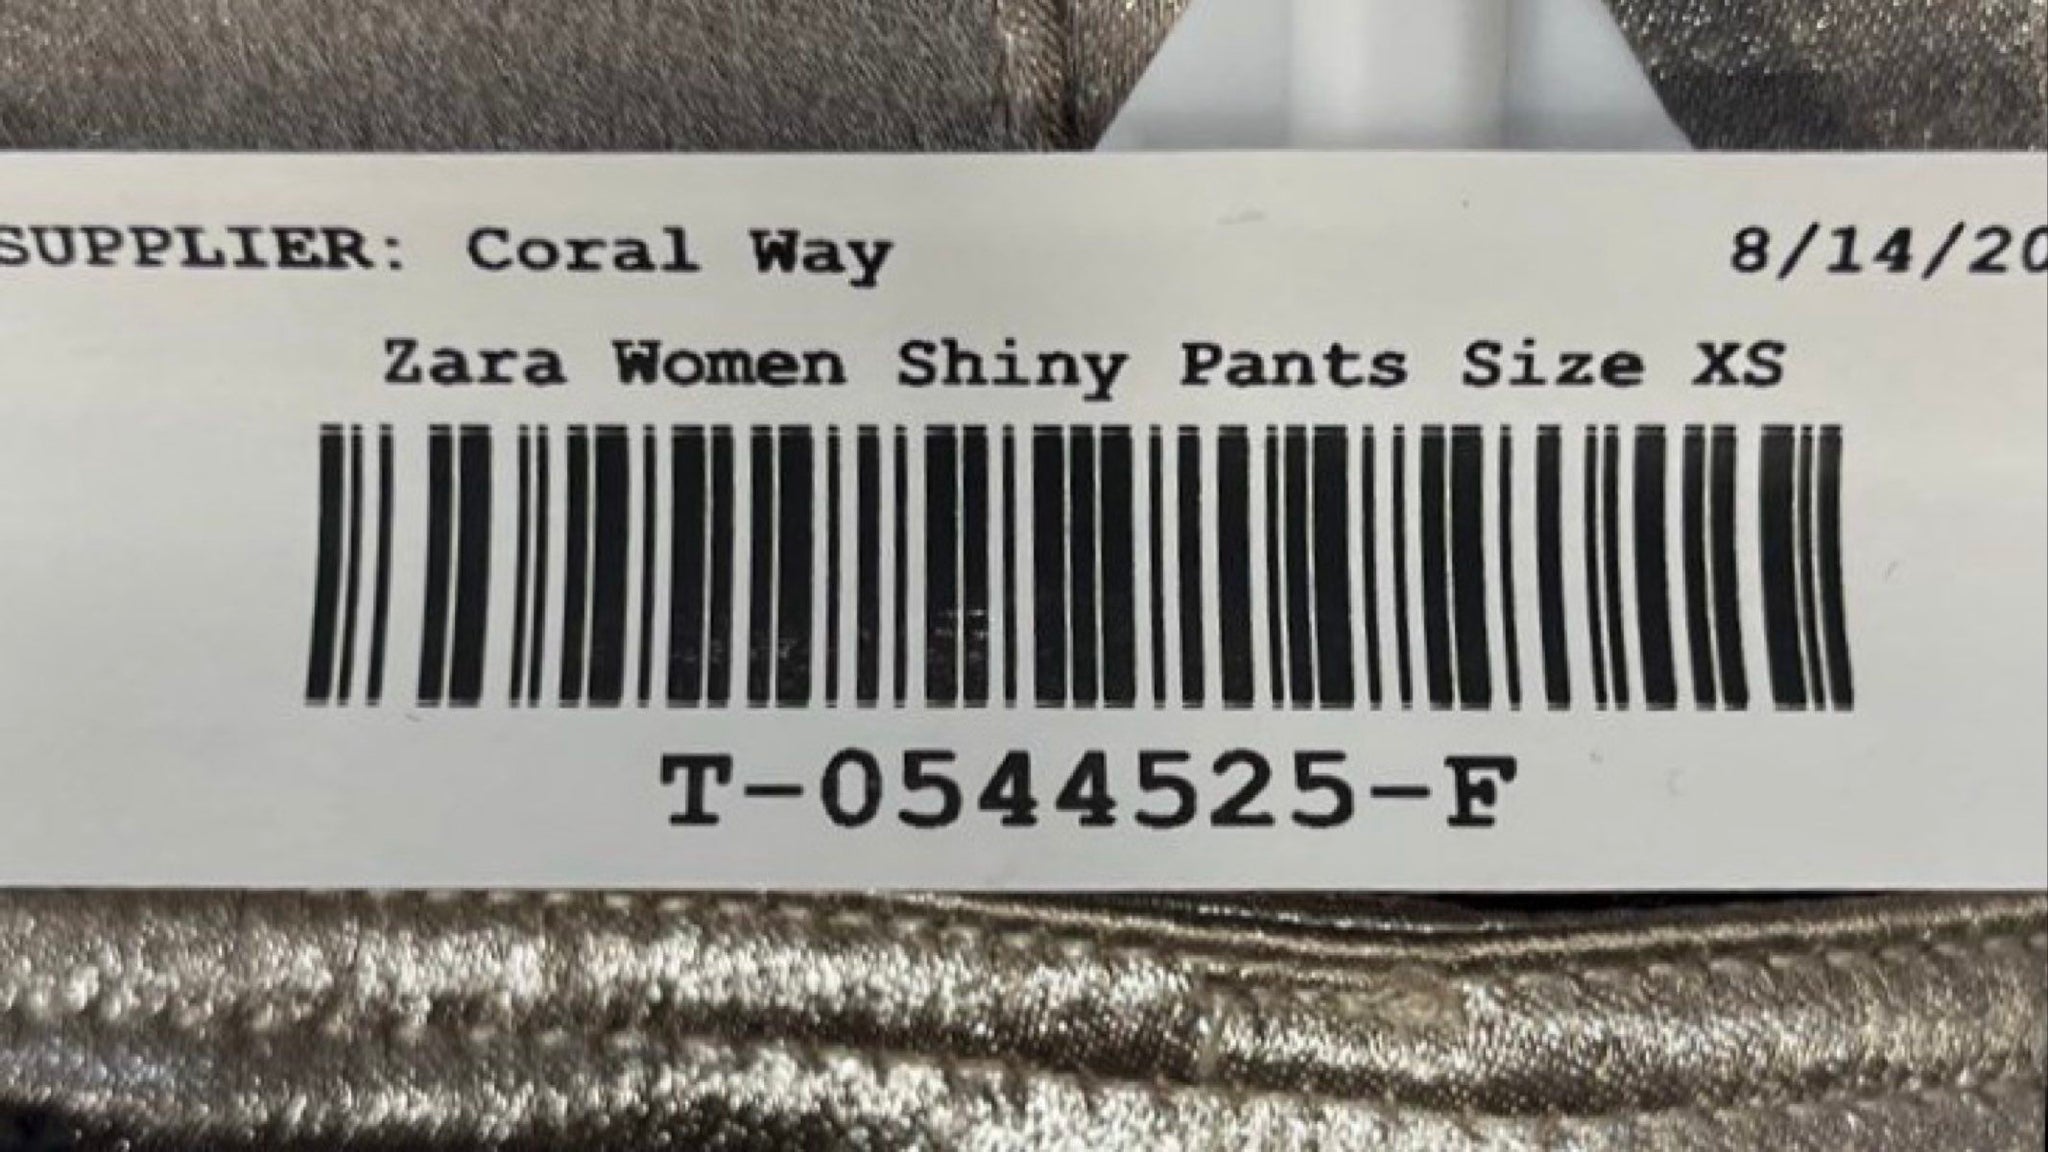 SUPPLIER: Coral Way 8/14/20
Zara Women Shiny Pants Size XS
T-0544525-F